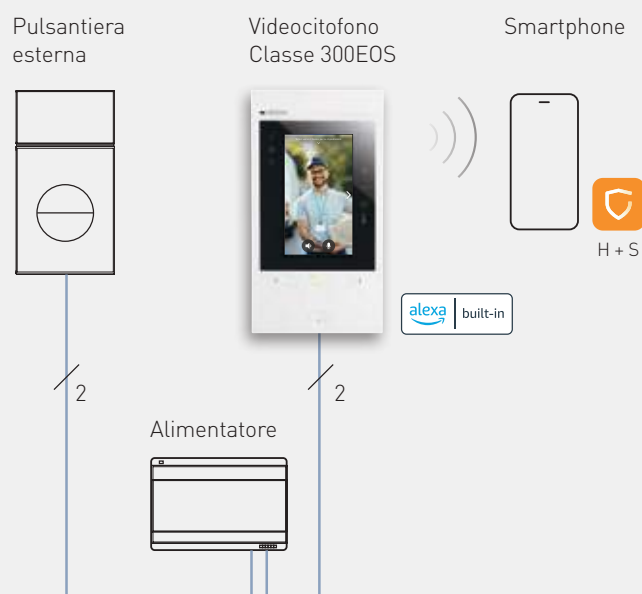 Pulsantiera
esterna
Videocitofono
Classe 300EOS
Smartphone
H + S
alexa built-in
2
2
Alimentatore